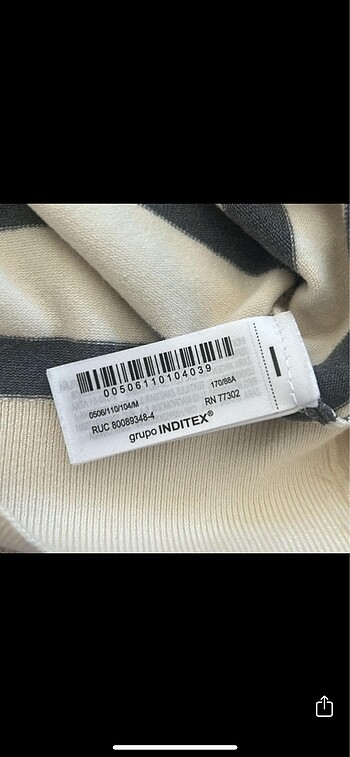 00506110104039
0506/110/104/M 170/88A
RUC 80089348-4 RN 77302
grupo INDITEX®